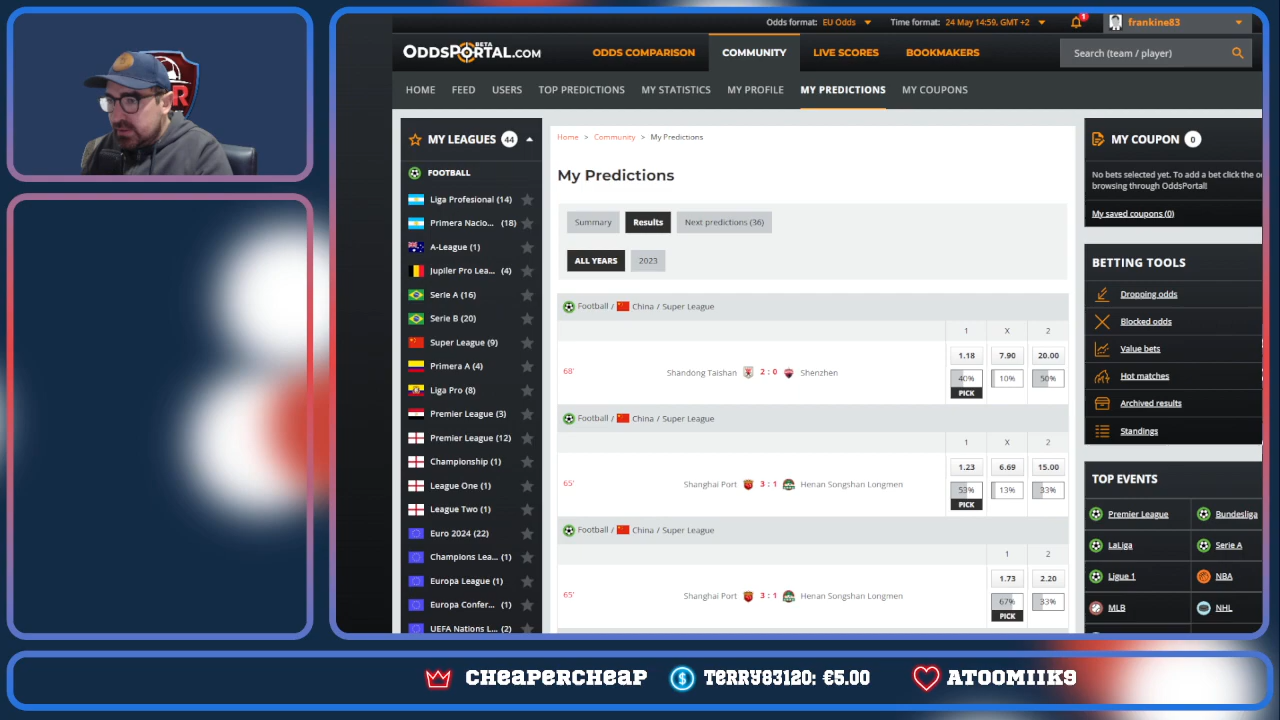 Odds format: EU Odds Time format: 24 May 14:59, GMT +2 1 frankine83
ODDSPORTAL.COM BETA ODDS COMPARISON COMMUNITY LIVE SCORES BOOKMAKERS Search (team / player)
HOME FEED USERS TOP PREDICTIONS MY STATISTICS MY PROFILE MY PREDICTIONS MY COUPONS
MY LEAGUES 44
FOOTBALL
Liga Profesional (14)
Primera Nacio... (18)
A-League (1)
Jupiler Pro Lea... (4)
Serie A (16)
Serie B (20)
Super League (9)
Primera A (4)
Liga Pro (8)
Premier League (3)
Premier League (12)
Championship (1)
League One (1)
League Two (1)
Euro 2024 (22)
Champions Lea... (1)
Europa League (1)
Europa Confer... (1)
UEFA Nations L... (2)
Home > Community > My Predictions
My Predictions
Summary Results Next predictions (36)
ALL YEARS 2023
Football / China / Super League
1 X 2
68' Shandong Taishan 2 : 0 Shenzhen
1.18 7.90 20.00
40% 10% 50%
PICK
Football / China / Super League
1 X 2
65' Shanghai Port 3 : 1 Henan Songshan Longmen
1.23 6.69 15.00
53% 13% 33%
PICK
Football / China / Super League
1 2
65' Shanghai Port 3 : 1 Henan Songshan Longmen
1.73 2.20
67% 33%
PICK
MY COUPON 0
No bets selected yet. To add a bet click the o
browsing through OddsPortal!
My saved coupons (0)
BETTING TOOLS
Dropping odds
Blocked odds
Value bets
Hot matches
Archived results
Standings
TOP EVENTS
Premier League Bundesliga
LaLiga Serie A
Ligue 1 NBA
MLB NHL
CHEAPERCHEAP TERRY83120: €5.00 ATOOMIIK9